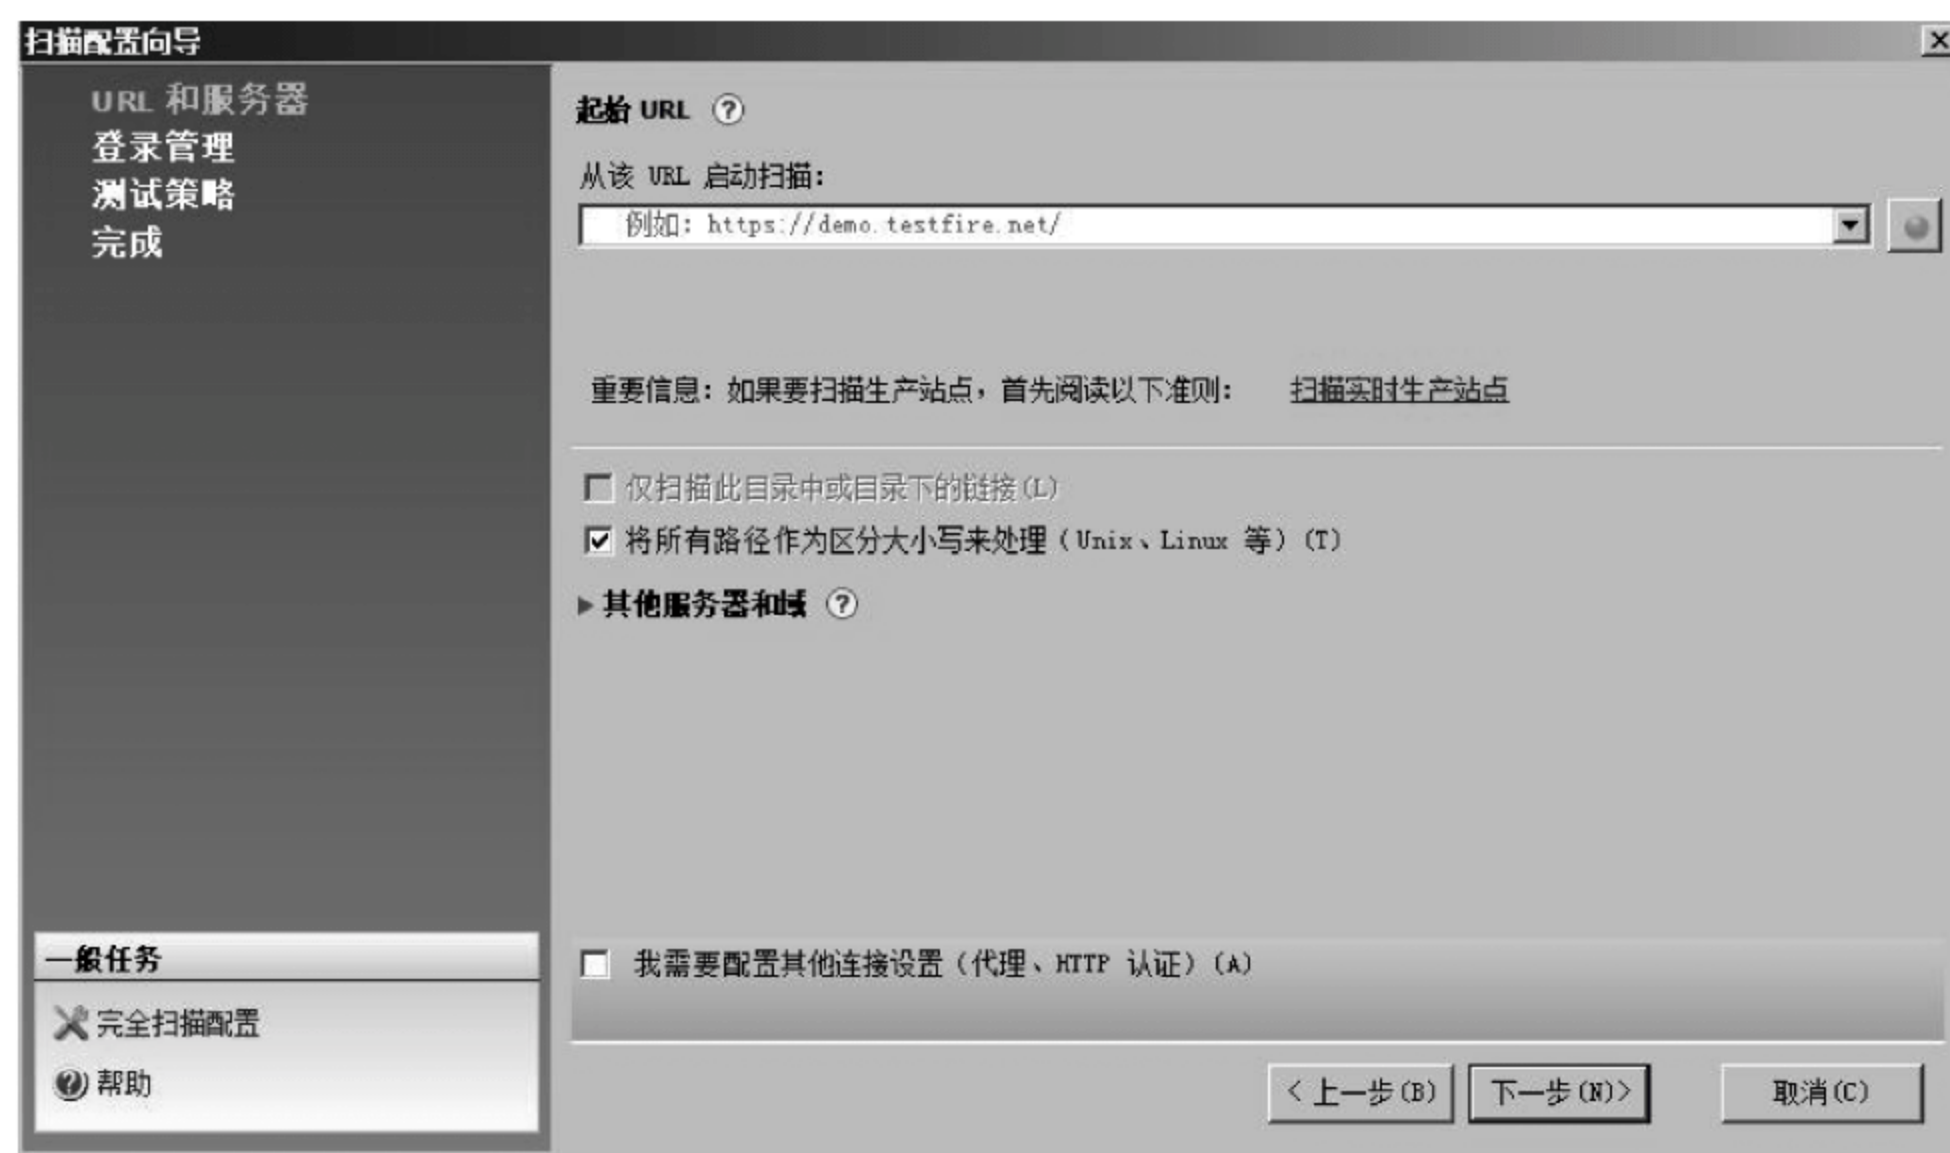 扫描配置向导
URL 和服务器
登录管理
测试策略
完成
起始 URL
从该 URL 启动扫描:
例如: https://demo.testfire.net/
重要信息: 如果要扫描生产站点，首先阅读以下准则: 扫描实时生产站点
仅扫描此目录中或目录下的链接(L)
将所有路径作为区分大小写来处理（Unix、Linux 等）(T)
其他服务器和域
一般任务
完全扫描配置
帮助
我需要配置其他连接设置（代理、HTTP 认证）(A)
< 上一步(B) 下一步(N)> 取消(C)